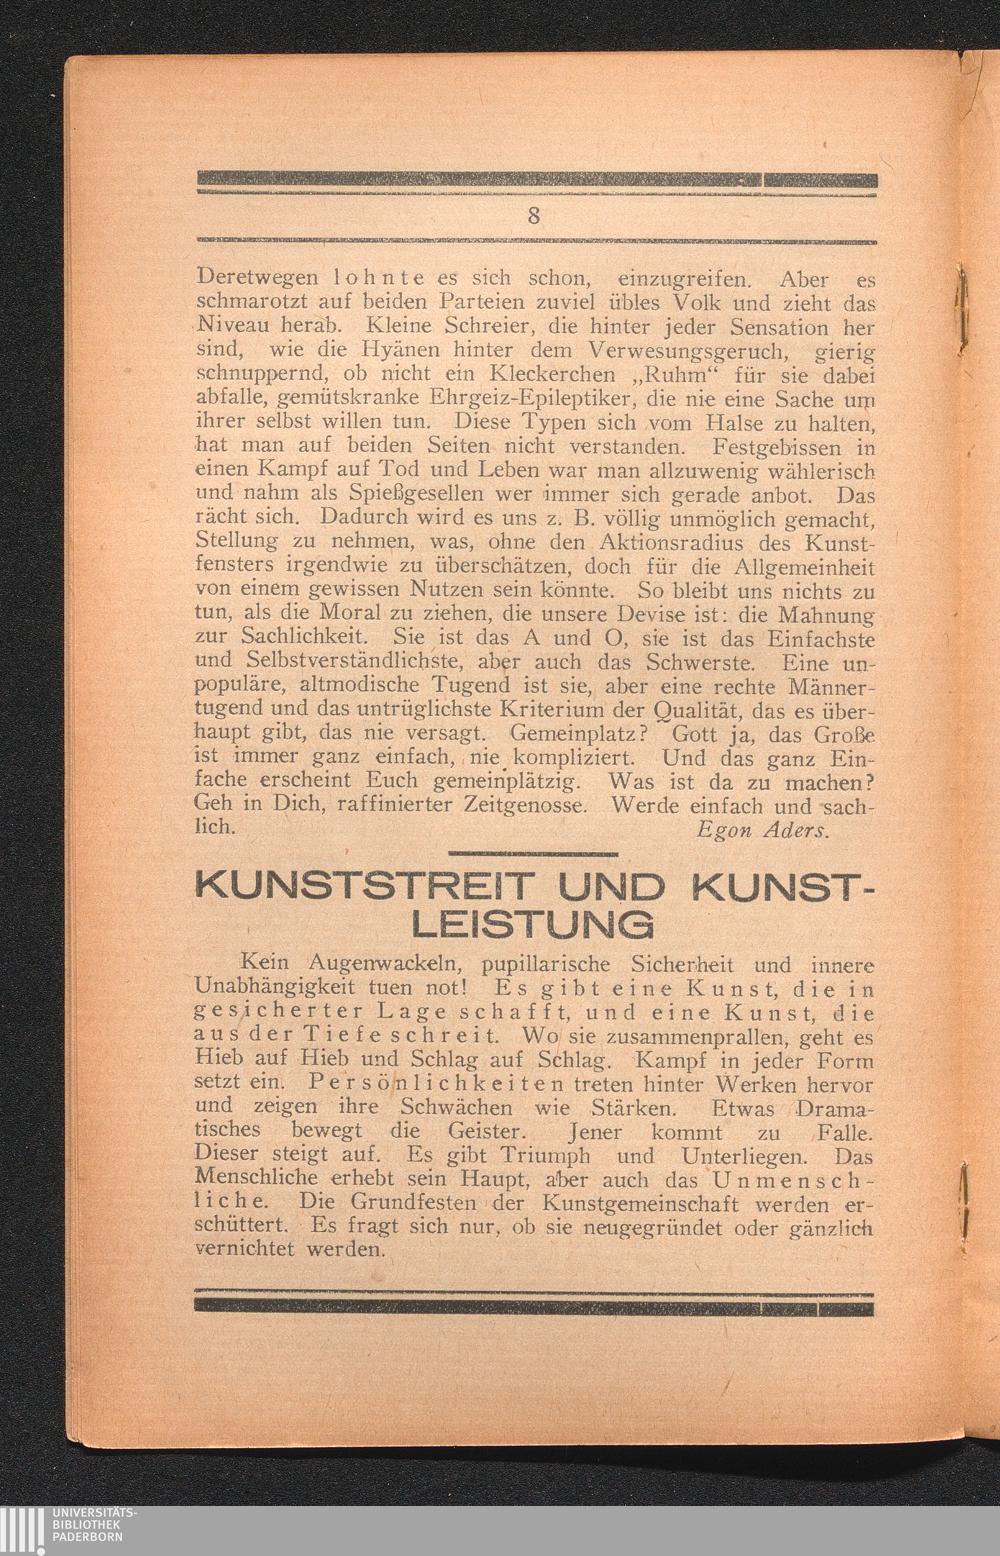 8
Deretwegen lohnte es sich schon, einzugreifen. Aber es
schmarotzt auf beiden Parteien zuviel übles Volk und zieht das
Niveau herab. Kleine Schreier, die hinter jeder Sensation her
sind, wie die Hyänen hinter dem Verwesungsgeruch, gierig
schnuppernd, ob nicht ein Kleckerchen „Ruhm“ für sie dabei
abfalle, gemütskranke Ehrgeiz-Epileptiker, die nie eine Sache um
ihrer selbst willen tun. Diese Typen sich vom Halse zu halten,
hat man auf beiden Seiten nicht verstanden. Festgebissen in
einen Kampf auf Tod und Leben war man allzuwenig wählerisch
und nahm als Spießgesellen wer immer sich gerade anbot. Das
rächt sich. Dadurch wird es uns z. B. völlig unmöglich gemacht,
Stellung zu nehmen, was, ohne den Aktionsradius des Kunst-
fensters irgendwie zu überschätzen, doch für die Allgemeinheit
von einem gewissen Nutzen sein könnte. So bleibt uns nichts zu
tun, als die Moral zu ziehen, die unsere Devise ist: die Mahnung
zur Sachlichkeit. Sie ist das A und O, sie ist das Einfachste
und Selbstverständlichste, aber auch das Schwerste. Eine un-
populäre, altmodische Tugend ist sie, aber eine rechte Männer-
tugend und das untrüglichste Kriterium der Qualität, das es über-
haupt gibt, das nie versagt. Gemeinplatz? Gott ja, das Große
ist immer ganz einfach, nie kompliziert. Und das ganz Ein-
fache erscheint Euch gemeinplätzig. Was ist da zu machen?
Geh in Dich, raffinierter Zeitgenosse. Werde einfach und sach-
lich. Egon Aders.
KUNSTSTREIT UND KUNST-
LEISTUNG
Kein Augenwackeln, pupillarische Sicherheit und innere
Unabhängigkeit tuen not! Es gibt eine Kunst, die in
gesicherter Lage schafft, und eine Kunst, die
aus der Tiefe schreit. Wo sie zusammenprallen, geht es
Hieb auf Hieb und Schlag auf Schlag. Kampf in jeder Form
setzt ein. Persönlichkeiten treten hinter Werken hervor
und zeigen ihre Schwächen wie Stärken. Etwas Drama-
tisches bewegt die Geister. Jener kommt zu Falle.
Dieser steigt auf. Es gibt Triumph und Unterliegen. Das
Menschliche erhebt sein Haupt, aber auch das Unmensch-
liche. Die Grundfesten der Kunstgemeinschaft werden er-
schüttert. Es fragt sich nur, ob sie neugegründet oder gänzlich
vernichtet werden.
UNIVERSITÄTS-
BIBLIOTHEK
PADERBORN